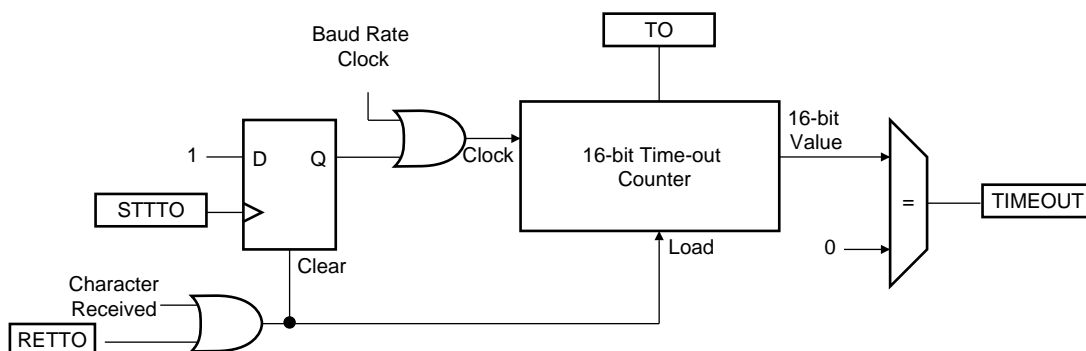 TO
Baud Rate
Clock
16-bit
Value
1
D
Q
Clock
16-bit Time-out
Counter
STTTO
=
TIMEOUT
Clear
Load
0
Character
Received
RETTO